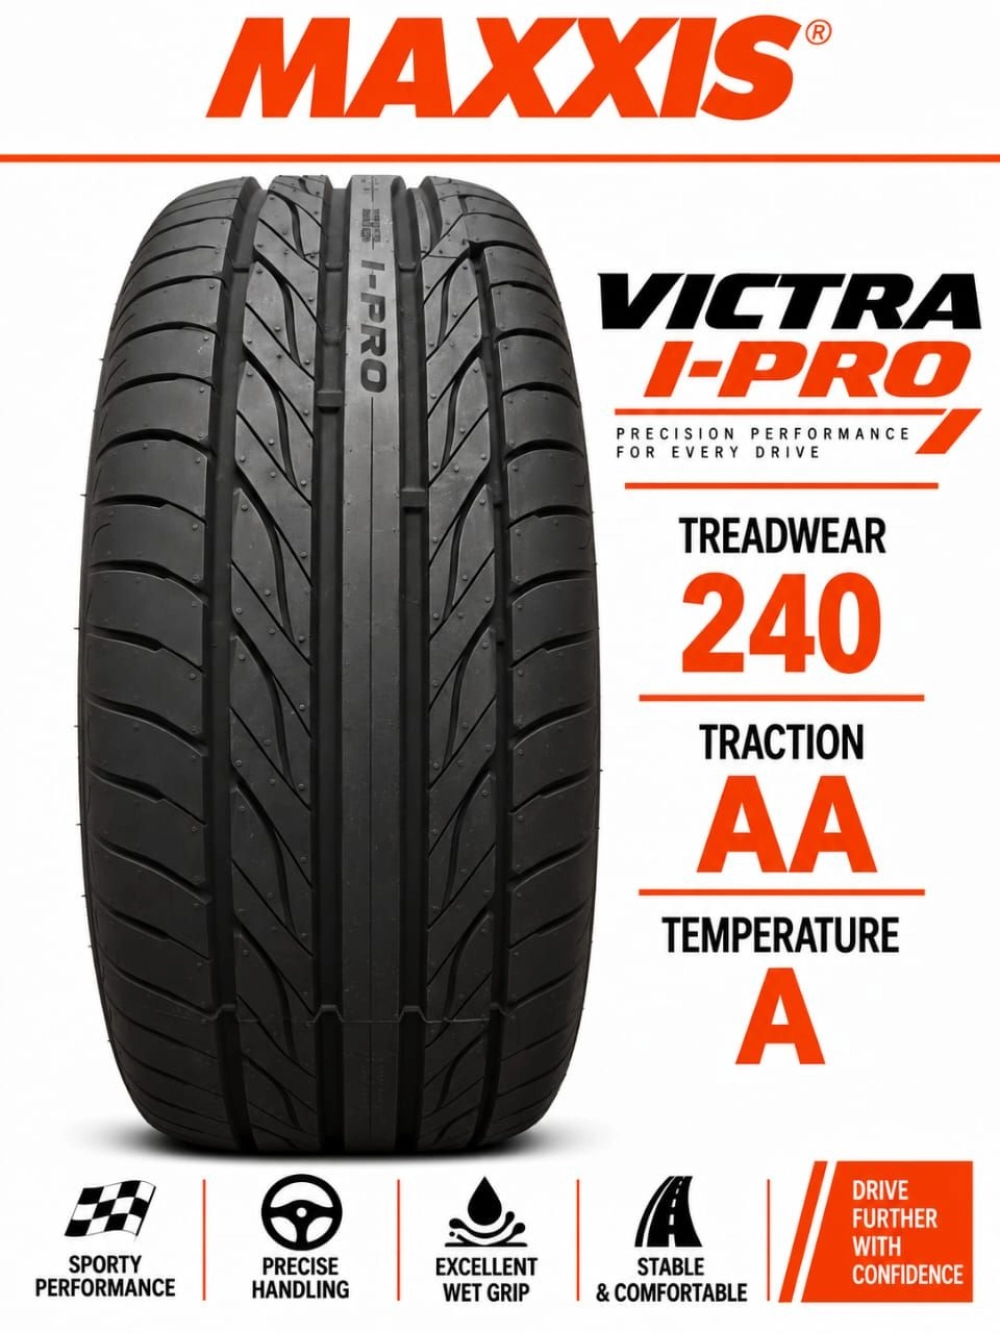 MAXXIS®
I-PRO
VICTRA
I-PRO
PRECISION PERFORMANCE
FOR EVERY DRIVE
TREADWEAR
240
TRACTION
AA
TEMPERATURE
A
SPORTY
PERFORMANCE
PRECISE
HANDLING
EXCELLENT
WET GRIP
STABLE
& COMFORTABLE
DRIVE
FURTHER
WITH
CONFIDENCE